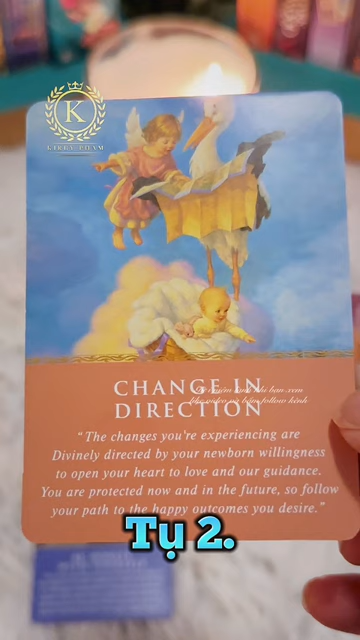 K
CHANGE IN
DIRECTION
"The changes you're experiencing are
Divinely directed by your newborn willingness
to open your heart to love and our guidance.
You are protected now and in the future, so follow
your path to the happy outcomes you desire."
Tụ 2.